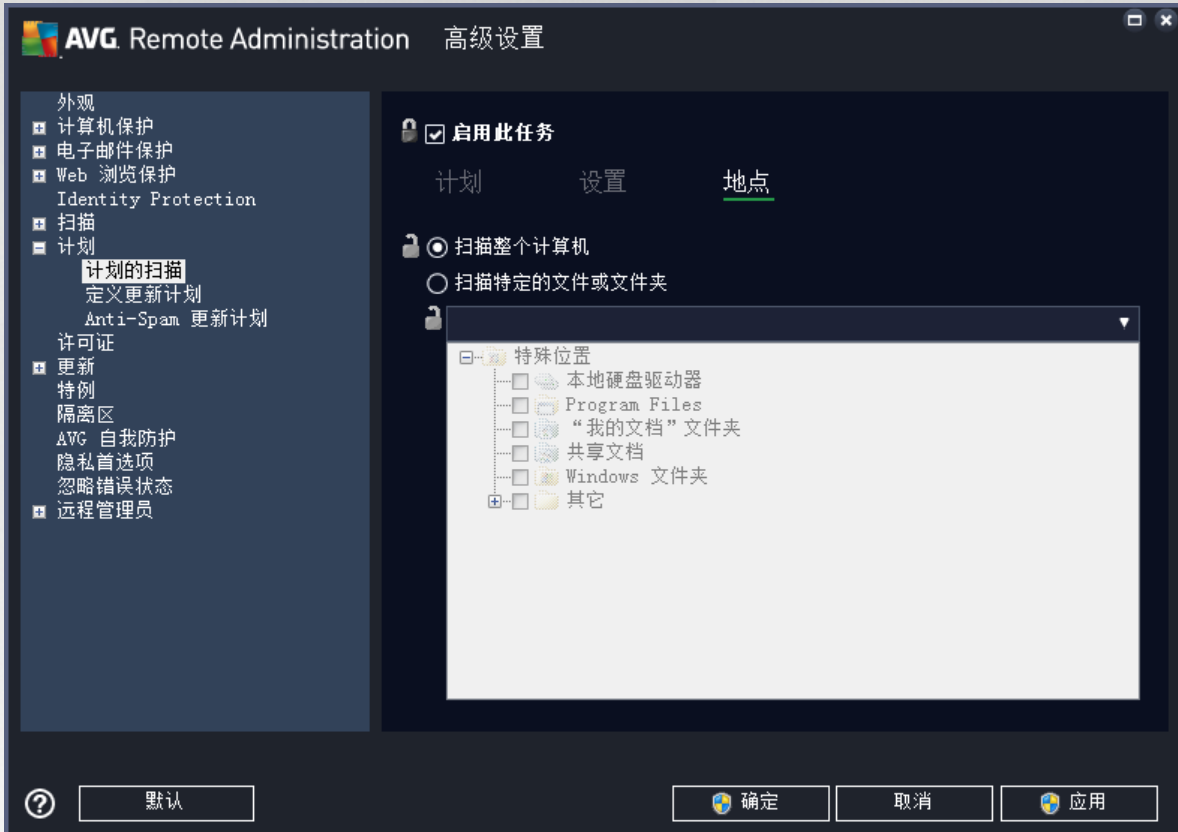 AVG. Remote Administration 高级设置
外观
计算机保护
电子邮件保护
Web 浏览保护
Identity Protection
扫描
计划
计划的扫描
定义更新计划
Anti-Spam 更新计划
许可证
更新
特例
隔离区
AVG 自我防护
隐私首选项
忽略错误状态
远程管理员
启用此任务
计划 设置 地点
扫描整个计算机
扫描特定的文件或文件夹
特殊位置
本地硬盘驱动器
Program Files
“我的文档”文件夹
共享文档
Windows 文件夹
其它
默认 确定 取消 应用